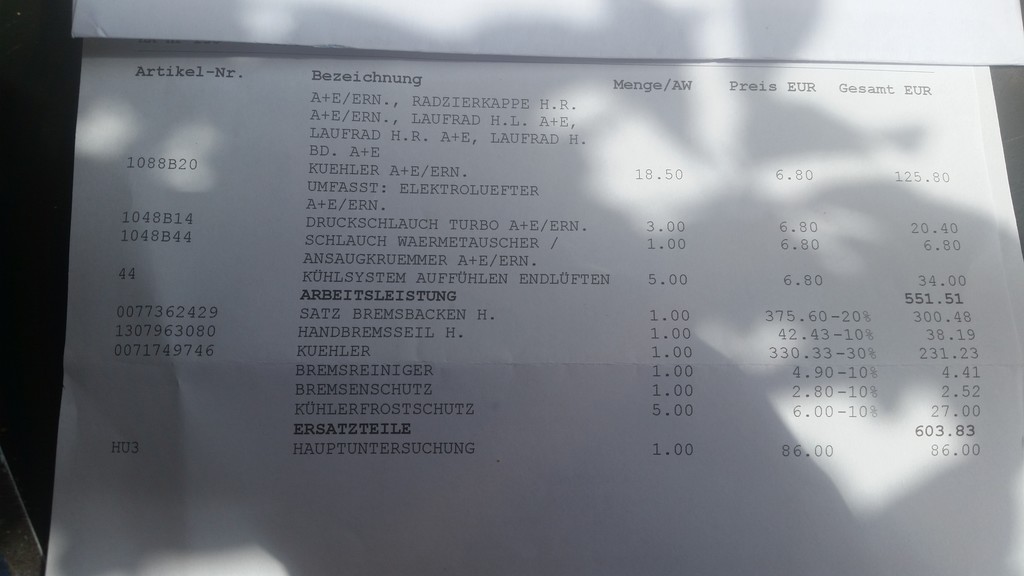 Artikel-Nr. Bezeichnung Menge/AW Preis EUR Gesamt EUR
A+E/ERN., RADZIERKAPPE H.R.
A+E/ERN., LAUFRAD H.L. A+E,
LAUFRAD H.R. A+E, LAUFRAD H.
BD. A+E
1088B20 KUEHLER A+E/ERN. 18.50 6.80 125.80
UMFASST: ELEKTROLUEFTER
A+E/ERN.
1048B14 DRUCKSCHLAUCH TURBO A+E/ERN. 3.00 6.80 20.40
1048B44 SCHLAUCH WAERMETAUSCHER / 1.00 6.80 6.80
ANSAUGKRUEMMER A+E/ERN.
44 KÜHLSYSTEM AUFFÜHLEN ENDLÜFTEN 5.00 6.80 34.00
ARBEITSLEISTUNG 551.51
0077362429 SATZ BREMSBACKEN H. 1.00 375.60-20% 300.48
1307963080 HANDBREMSSEIL H. 1.00 42.43-10% 38.19
0071749746 KUEHLER 1.00 330.33-30% 231.23
BREMSREINIGER 1.00 4.90-10% 4.41
BREMSENSCHUTZ 1.00 2.80-10% 2.52
KÜHLERFROSTSCHUTZ 5.00 6.00-10% 27.00
ERSATZTEILE 603.83
HU3 HAUPTUNTERSUCHUNG 1.00 86.00 86.00